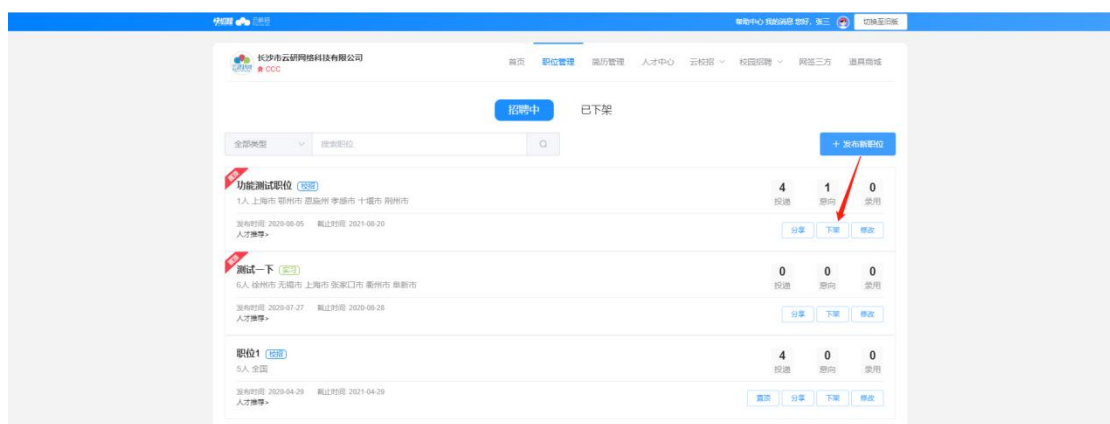 云校招 帮助中心 我的消息 您好，张三 切换至旧版
长沙市云研网络科技有限公司
CCC
首页 职位管理 简历管理 人才中心 云校招 校园招聘 网签三方 道具商城
招聘中 已下架
全部类型 搜索职位 + 发布新职位
功能测试职位 校招
4 1 0
1人 上海市 鄂州市 恩施州 孝感市 十堰市 荆州市
投递 意向 录用
发布时间: 2020-08-05 截止时间: 2021-08-20
人才推荐>
分享 下架 修改
测试一下 实习
0 0 0
6人 徐州市 无锡市 上海市 张家口市 衢州市 阜新市
投递 意向 录用
发布时间: 2020-07-27 截止时间: 2020-08-28
人才推荐>
分享 下架 修改
职位1 校招
4 0 0
5人 全国
投递 意向 录用
发布时间: 2020-04-29 截止时间: 2021-04-29
人才推荐>
置顶 分享 下架 修改